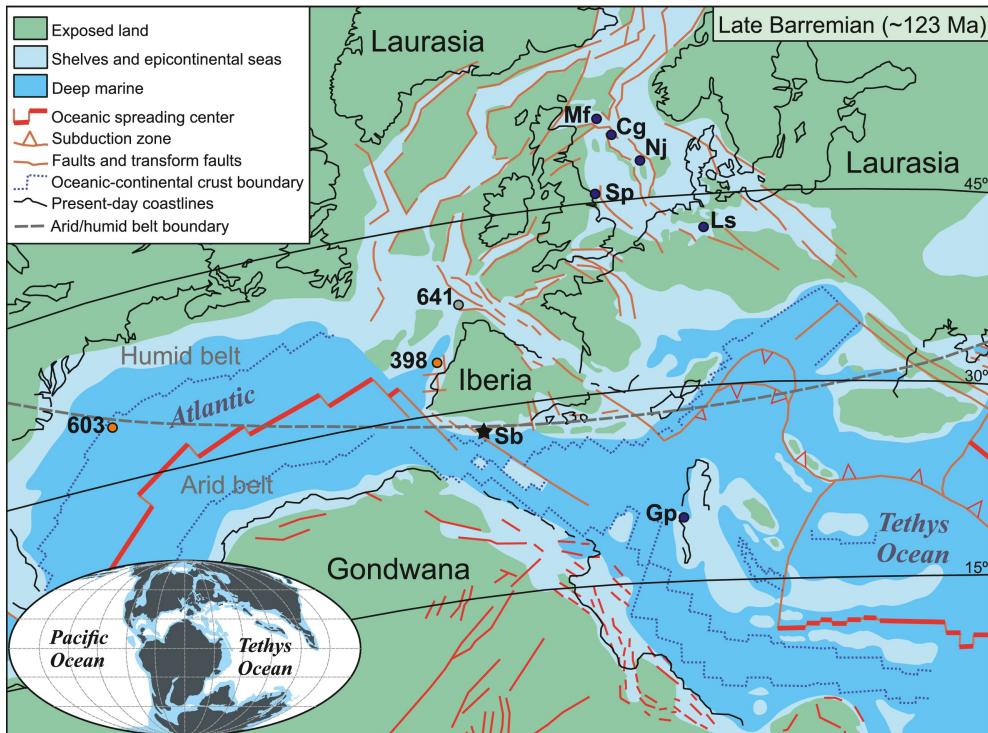 Late Barremian (~123 Ma)
Exposed land
Shelves and epicontinental seas
Deep marine
Oceanic spreading center
Subduction zone
Faults and transform faults
Oceanic-continental crust boundary
Present-day coastlines
Arid/humid belt boundary
Laurasia
Mf
Cg
Nj
Laurasia
Sp
45º
Ls
641
Humid belt
398
Iberia
30º
Atlantic
603
Sb
Arid belt
Gp
Tethys
Ocean
Gondwana
15º
Pacific
Ocean
Tethys
Ocean